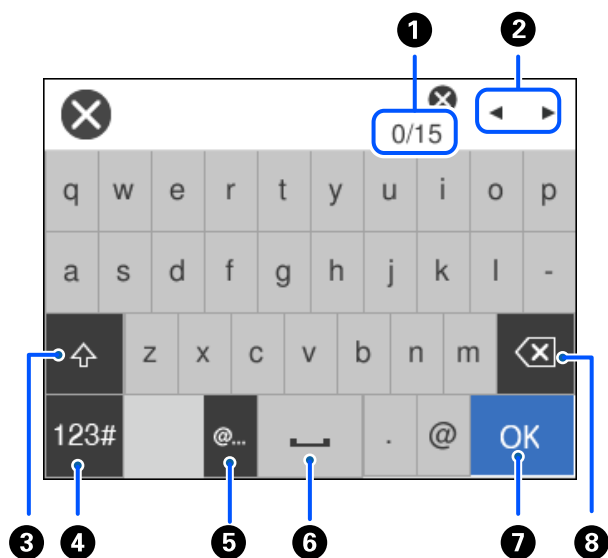 1 2
0/15
q w e r t y u i o p
a s d f g h j k l -
z x c v b n m
123# @... . @ OK
3 4 5 6 7 8